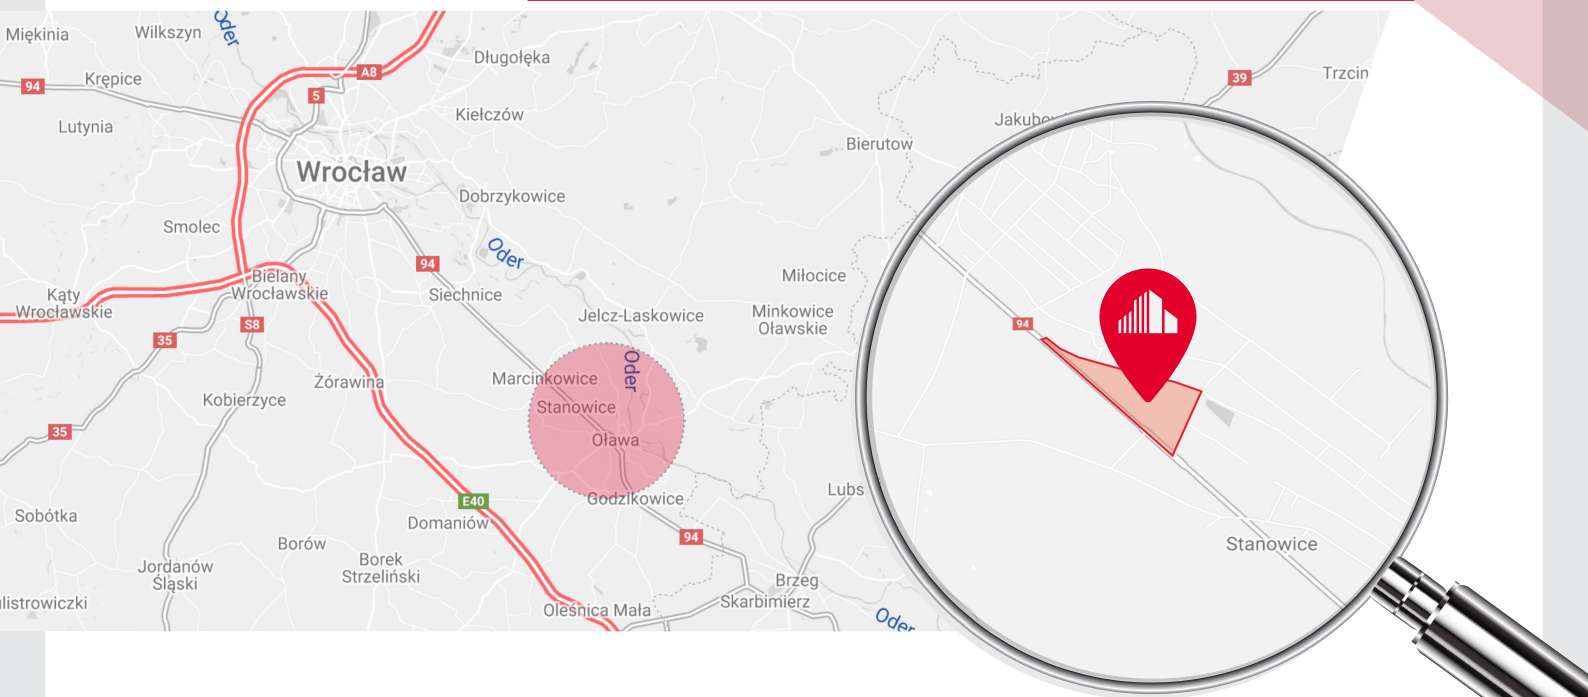 Miękinia
Wilkszyn
Oder
Długołęka
94
Krępice
A8
5
39
Trzcin
Lutynia
Kiełczów
Jakubo
Bierutow
Wrocław
Dobrzykowice
Smolec
Oder
94
Bielany
Wrocławskie
Kąty
Wrocławskie
Siechnice
Miłocice
Jelcz-Laskowice
Minkowice
Oławskie
S8
35
94
Oder
Żórawina
Marcinkowice
Kobierzyce
Stanowice
35
Oława
Lubs
Godzikowice
E40
Sobótka
Domaniów
94
Borów
Stanowice
Jordanów
Śląski
Borek
Strzeliński
Brzeg
listrowiczki
Skarbimierz
Oleśnica Mała
Oder